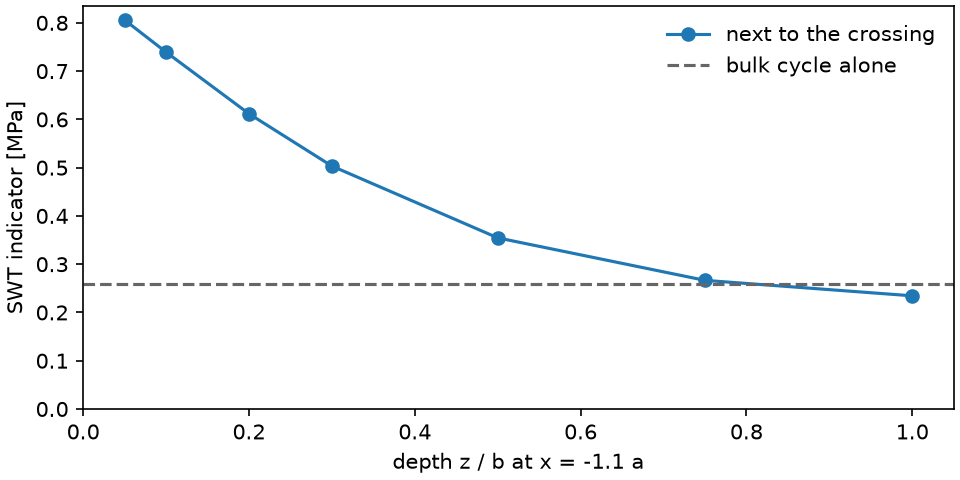 next to the crossing
bulk cycle alone
SWT indicator [MPa]
0.8
0.7
0.6
0.5
0.4
0.3
0.2
0.1
0.0
0.0 0.2 0.4 0.6 0.8 1.0
depth z / b at x = -1.1 a